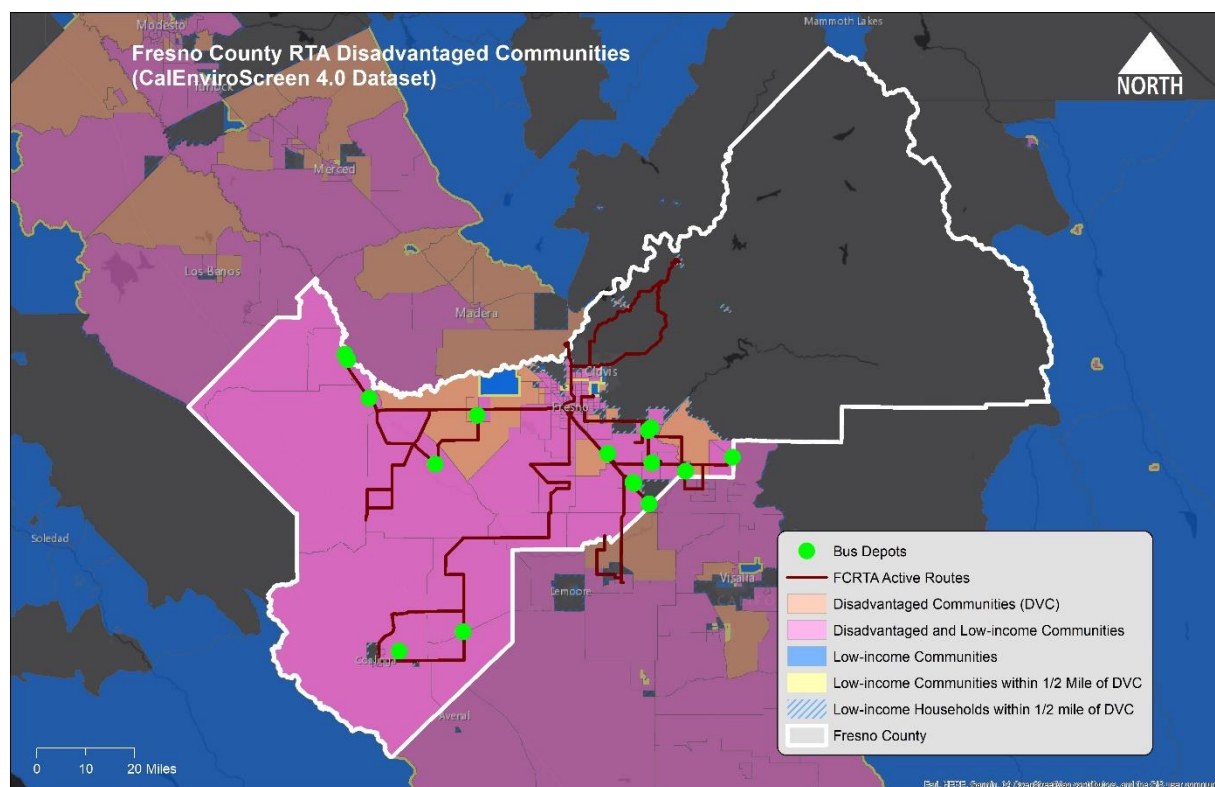 Mammoth Lakes
Modesto
Fresno County RTA Disadvantaged Communities
(CalEnviroScreen 4.0 Dataset)
Turlock
NORTH
Merced
Los Banos
Madera
Clovis
Fresno
Soledad
Lemoore
Visalia
Coalinga
Avenal
Bus Depots
FCRTA Active Routes
Disadvantaged Communities (DVC)
Disadvantaged and Low-income Communities
Low-income Communities
Low-income Communities within 1/2 Mile of DVC
Low-income Households within 1/2 mile of DVC
Fresno County
0 10 20 Miles